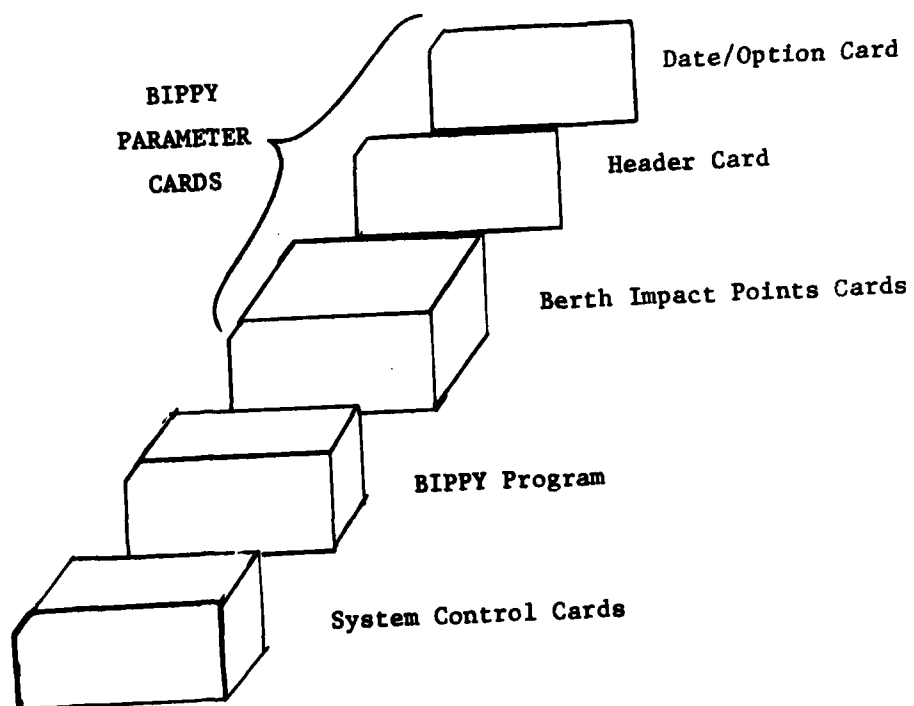 Date/Option Card
BIPPY
PARAMETER
CARDS
Header Card
Berth Impact Points Cards
BIPPY Program
System Control Cards